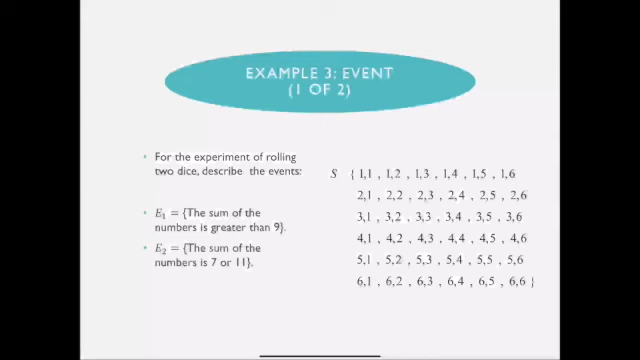 EXAMPLE 3: EVENT
(1 OF 2)
• For the experiment of rolling
two dice, describe the events:
• E₁ = {The sum of the
numbers is greater than 9}.
• E₂ = {The sum of the
numbers is 7 or 11}.
S { 1,1 , 1,2 , 1,3 , 1,4 , 1,5 , 1,6
2,1 , 2,2 , 2,3 , 2,4 , 2,5 , 2,6
3,1 , 3,2 , 3,3 , 3,4 , 3,5 , 3,6
4,1 , 4,2 , 4,3 , 4,4 , 4,5 , 4,6
5,1 , 5,2 , 5,3 , 5,4 , 5,5 , 5,6
6,1 , 6,2 , 6,3 , 6,4 , 6,5 , 6,6 }